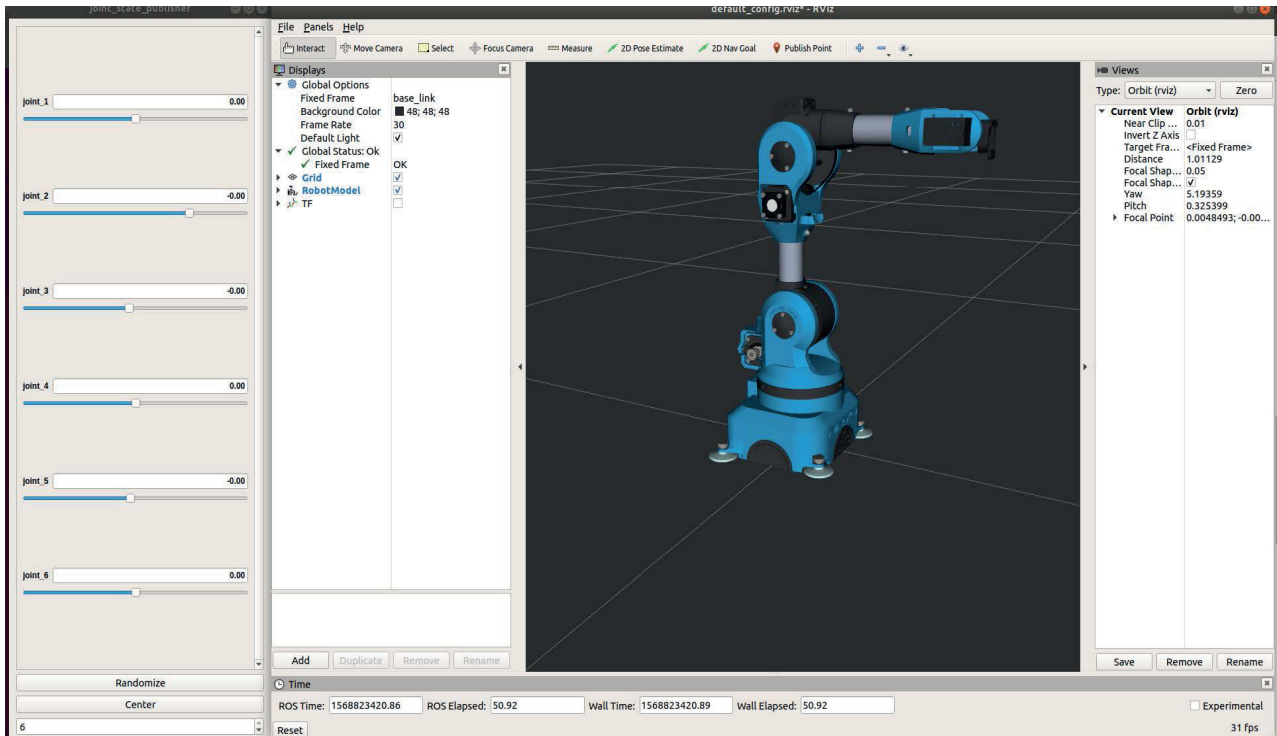 joint_state_publisher
joint_1 0.00
joint_2 -0.00
joint_3 -0.00
joint_4 0.00
joint_5 -0.00
joint_6 0.00
Randomize
Center
6
default_config.rviz* - RViz
File Panels Help
Interact Move Camera Select Focus Camera Measure 2D Pose Estimate 2D Nav Goal Publish Point
Displays
Global Options
Fixed Frame base_link
Background Color 48; 48; 48
Frame Rate 30
Default Light
Global Status: Ok
Fixed Frame OK
Grid
RobotModel
TF
Add Duplicate Remove Rename
Views
Type: Orbit (rviz) Zero
Current View Orbit (rviz)
Near Clip ... 0.01
Invert Z Axis
Target Fra... <Fixed Frame>
Distance 1.01129
Focal Shap... 0.05
Focal Shap...
Yaw 5.19359
Pitch 0.325399
Focal Point 0.0048493; -0.00...
Save Remove Rename
Time
ROS Time: 1568823420.86 ROS Elapsed: 50.92 Wall Time: 1568823420.89 Wall Elapsed: 50.92 Experimental
Reset 31 fps